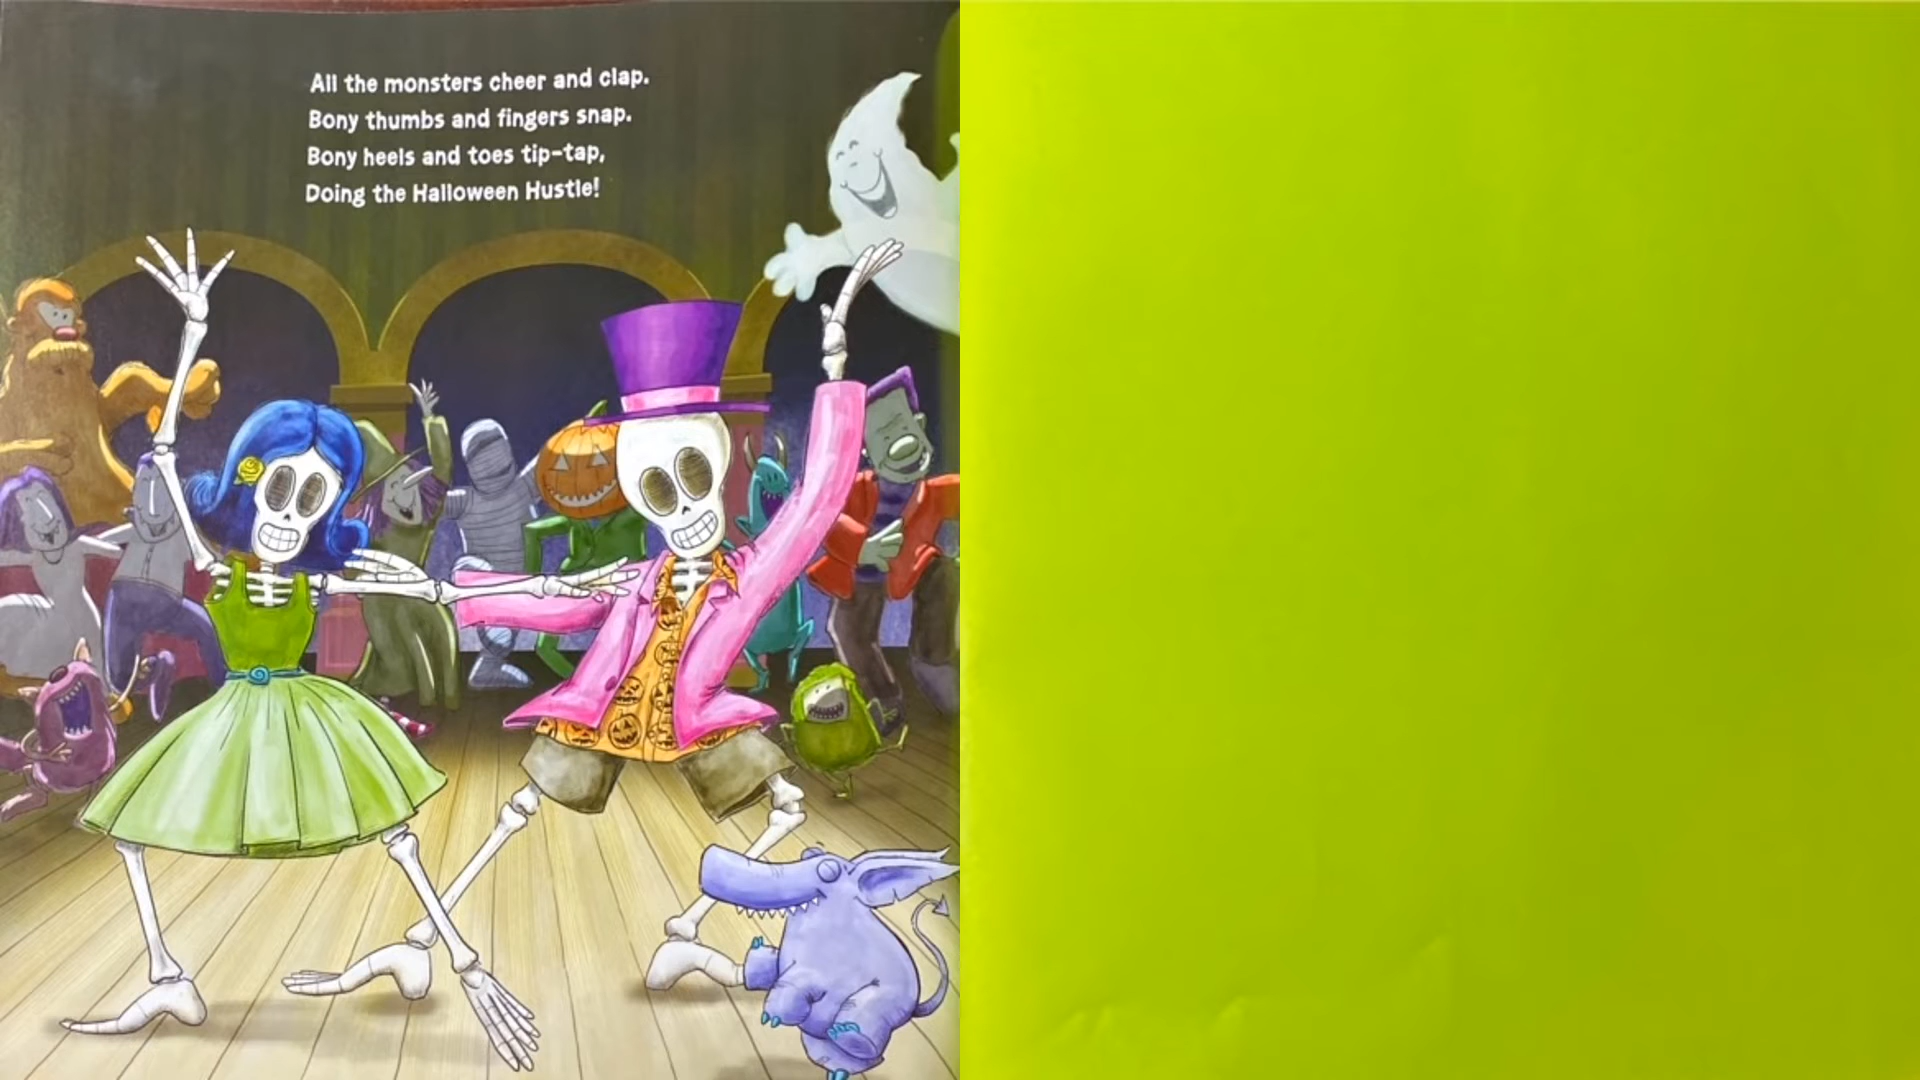 All the monsters cheer and clap.
Bony thumbs and fingers snap.
Bony heels and toes tip-tap,
Doing the Halloween Hustle!